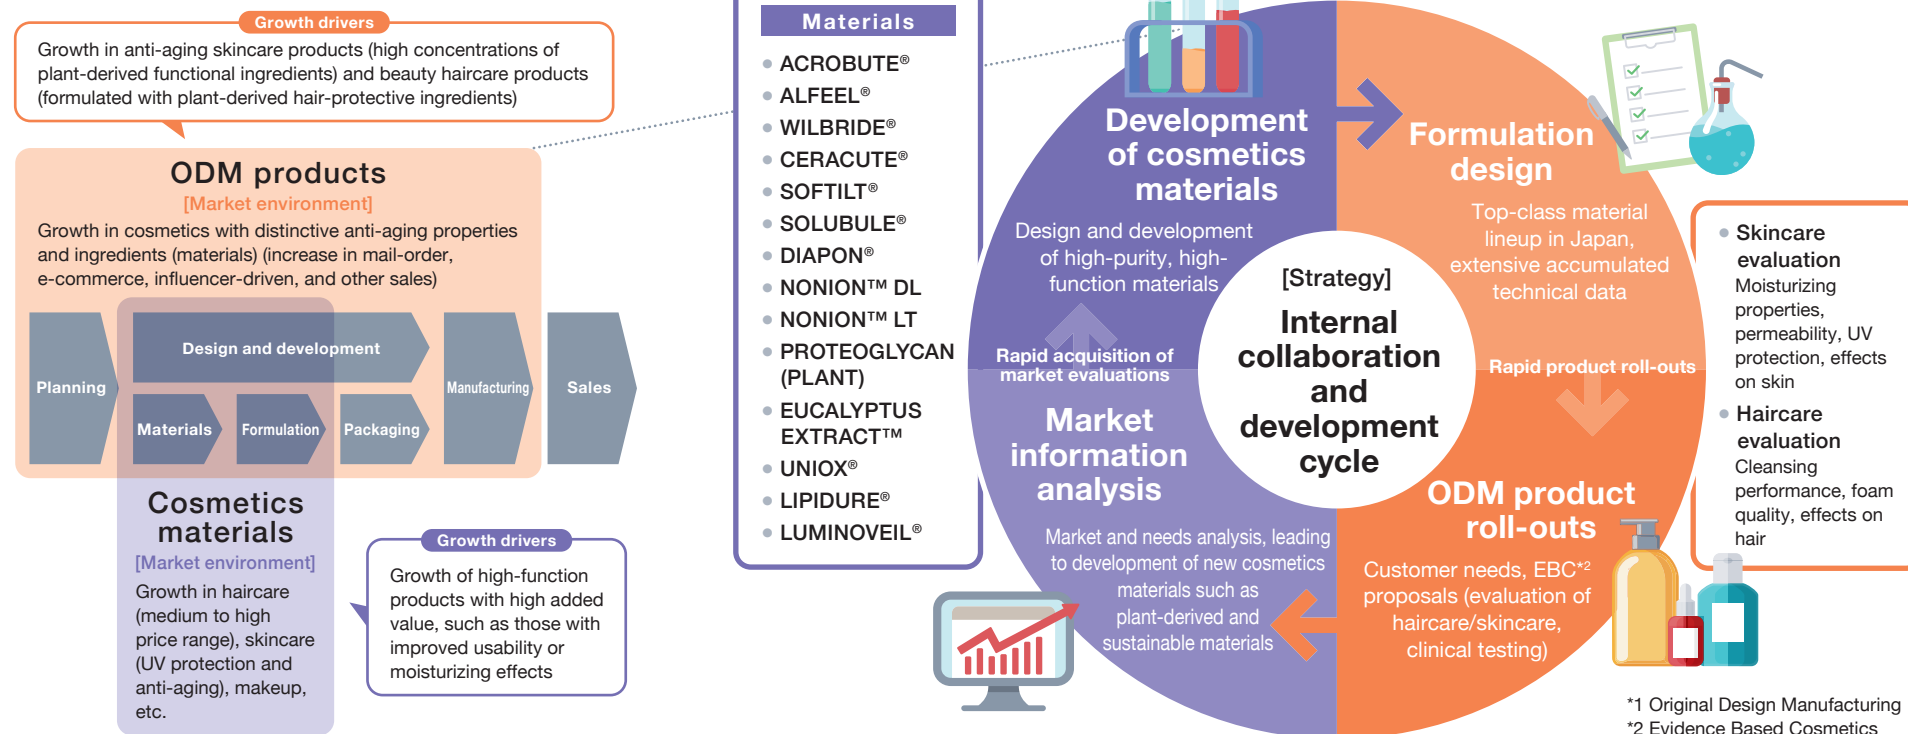 Growth drivers
Growth in anti-aging skincare products (high concentrations of
plant-derived functional ingredients) and beauty haircare products
(formulated with plant-derived hair-protective ingredients)
ODM products
[Market environment]
Growth in cosmetics with distinctive anti-aging properties
and ingredients (materials) (increase in mail-order,
e-commerce, influencer-driven, and other sales)
Planning
Design and development
Materials
Formulation
Packaging
Manufacturing
Sales
Cosmetics
materials
[Market environment]
Growth in haircare
(medium to high
price range), skincare
(UV protection and
anti-aging), makeup,
etc.
Growth drivers
Growth of high-function
products with high added
value, such as those with
improved usability or
moisturizing effects
Materials
• ACROBUTE®
• ALFEEL®
• WILBRIDE®
• CERACUTE®
• SOFTILT®
• SOLUBULE®
• DIAPON®
• NONION™ DL
• NONION™ LT
• PROTEOGLYCAN
(PLANT)
• EUCALYPTUS
EXTRACT™
• UNIOX®
• LIPIDURE®
• LUMINOVEIL®
Development
of cosmetics
materials
Design and development
of high-purity, high-
function materials
Formulation
design
Top-class material
lineup in Japan,
extensive accumulated
technical data
[Strategy]
Internal
collaboration
and
development
cycle
Rapid acquisition of
market evaluations
Rapid product roll-outs
Market
information
analysis
Market and needs analysis, leading
to development of new cosmetics
materials such as
plant-derived and
sustainable materials
ODM product
roll-outs
Customer needs, EBC*2
proposals (evaluation of
haircare/skincare,
clinical testing)
• Skincare
evaluation
Moisturizing
properties,
permeability, UV
protection, effects
on skin
• Haircare
evaluation
Cleansing
performance, foam
quality, effects on
hair
*1 Original Design Manufacturing
*2 Evidence Based Cosmetics